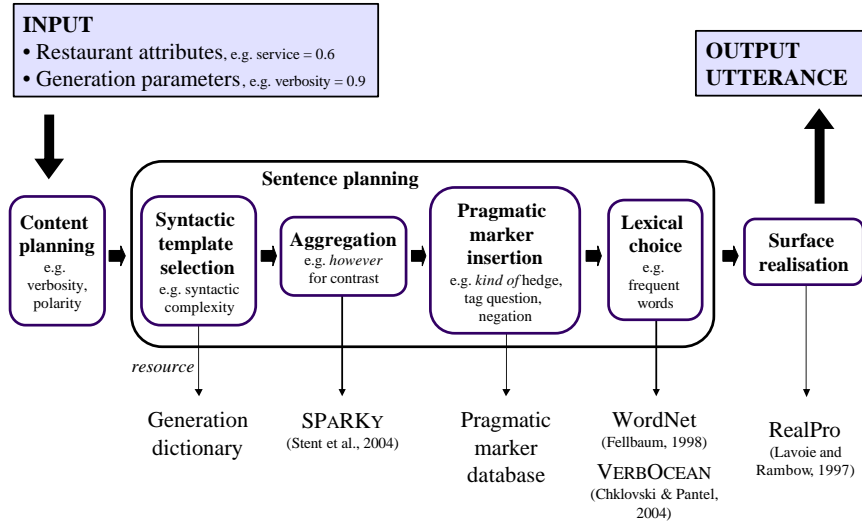 INPUT
• Restaurant attributes, e.g. service = 0.6
• Generation parameters, e.g. verbosity = 0.9
OUTPUT
UTTERANCE
Sentence planning
Content
planning
e.g.
verbosity,
polarity
Syntactic
template
selection
e.g. syntactic
complexity
Aggregation
e.g. however
for contrast
Pragmatic
marker
insertion
e.g. kind of hedge,
tag question,
negation
Lexical
choice
e.g.
frequent
words
Surface
realisation
resource
Generation
dictionary
SPARKY
(Stent et al., 2004)
Pragmatic
marker
database
WordNet
(Fellbaum, 1998)
VERBOCEAN
(Chklovski & Pantel,
2004)
RealPro
(Lavoie and
Rambow, 1997)